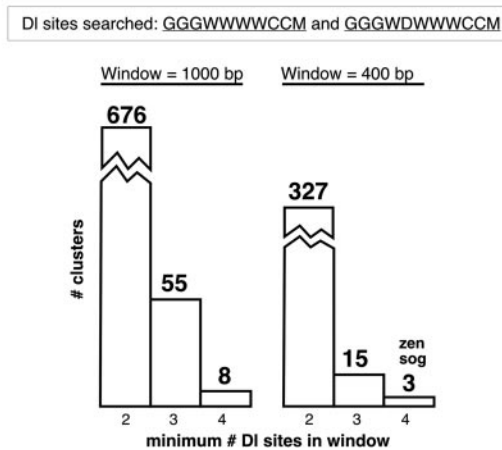 Dl sites searched: GGGWWWWCCM and GGGWDWWWCCM
Window = 1000 bp
Window = 400 bp
676
55
8
327
15
zen
sog
3
# clusters
2 3 4
2 3 4
minimum # Dl sites in window